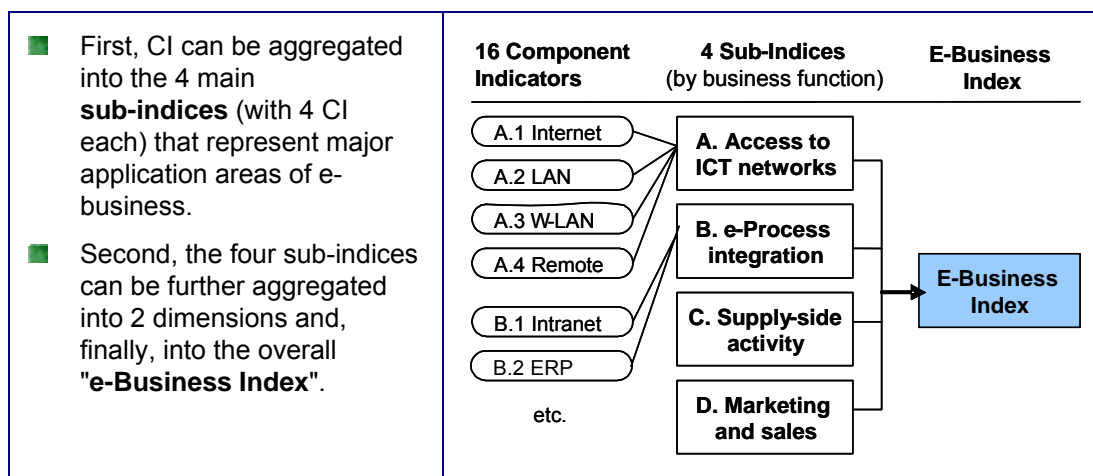 First, CI can be aggregated
into the 4 main
sub-indices (with 4 CI
each) that represent major
application areas of e-
business.
Second, the four sub-indices
can be further aggregated
into 2 dimensions and,
finally, into the overall
"e-Business Index".
16 Component
Indicators
4 Sub-Indices
(by business function)
E-Business
Index
A.1 Internet
A.2 LAN
A.3 W-LAN
A.4 Remote
B.1 Intranet
B.2 ERP
etc.
A. Access to
ICT networks
B. e-Process
integration
C. Supply-side
activity
D. Marketing
and sales
E-Business
Index